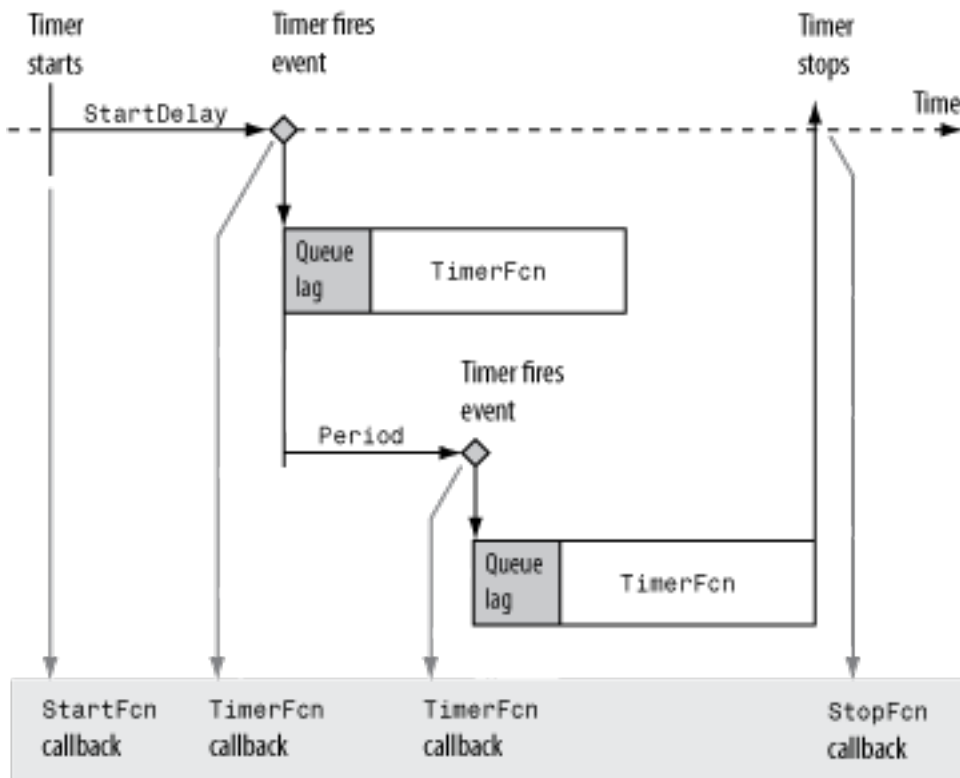 Timer
starts
Timer fires
event
Timer
stops
StartDelay
Time
Queue
lag
TimerFcn
Timer fires
event
Period
Queue
lag
TimerFcn
StartFcn
callback
TimerFcn
callback
TimerFcn
callback
StopFcn
callback